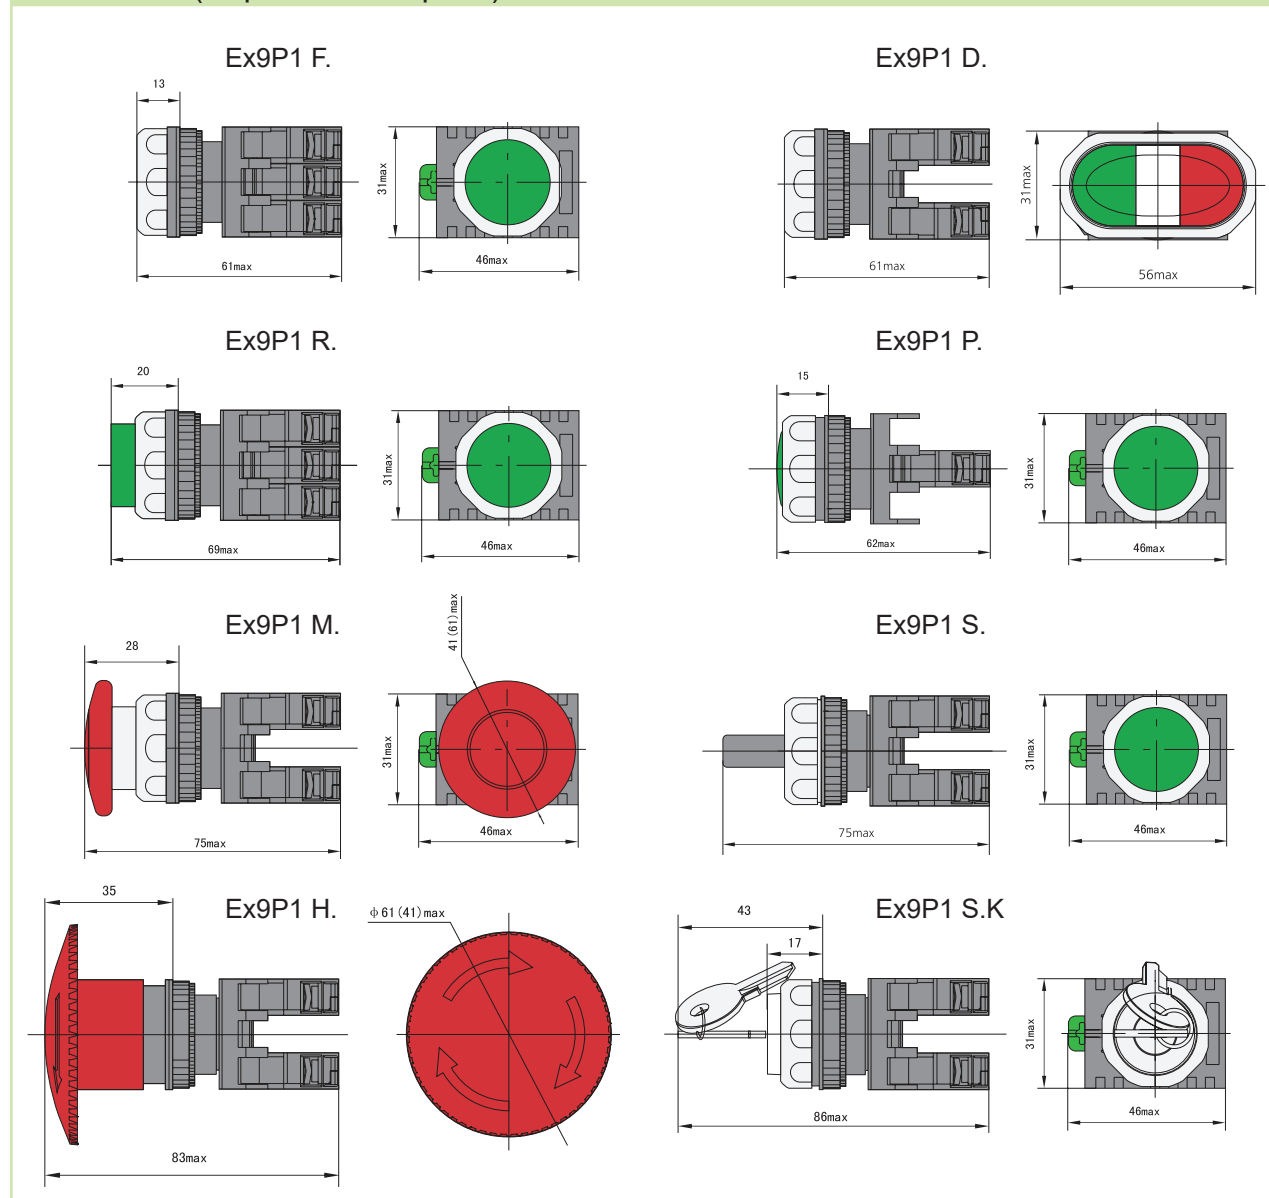 Ex9P1 F.
13
31max
61max
46max
Ex9P1 D.
31max
61max
56max
Ex9P1 R.
20
31max
69max
46max
Ex9P1 P.
15
31max
62max
46max
Ex9P1 M.
28
41(61)max
31max
75max
46max
Ex9P1 S.
31max
75max
46max
Ex9P1 H.
35
ϕ61(41)max
83max
Ex9P1 S.K
43
17
31max
86max
46max